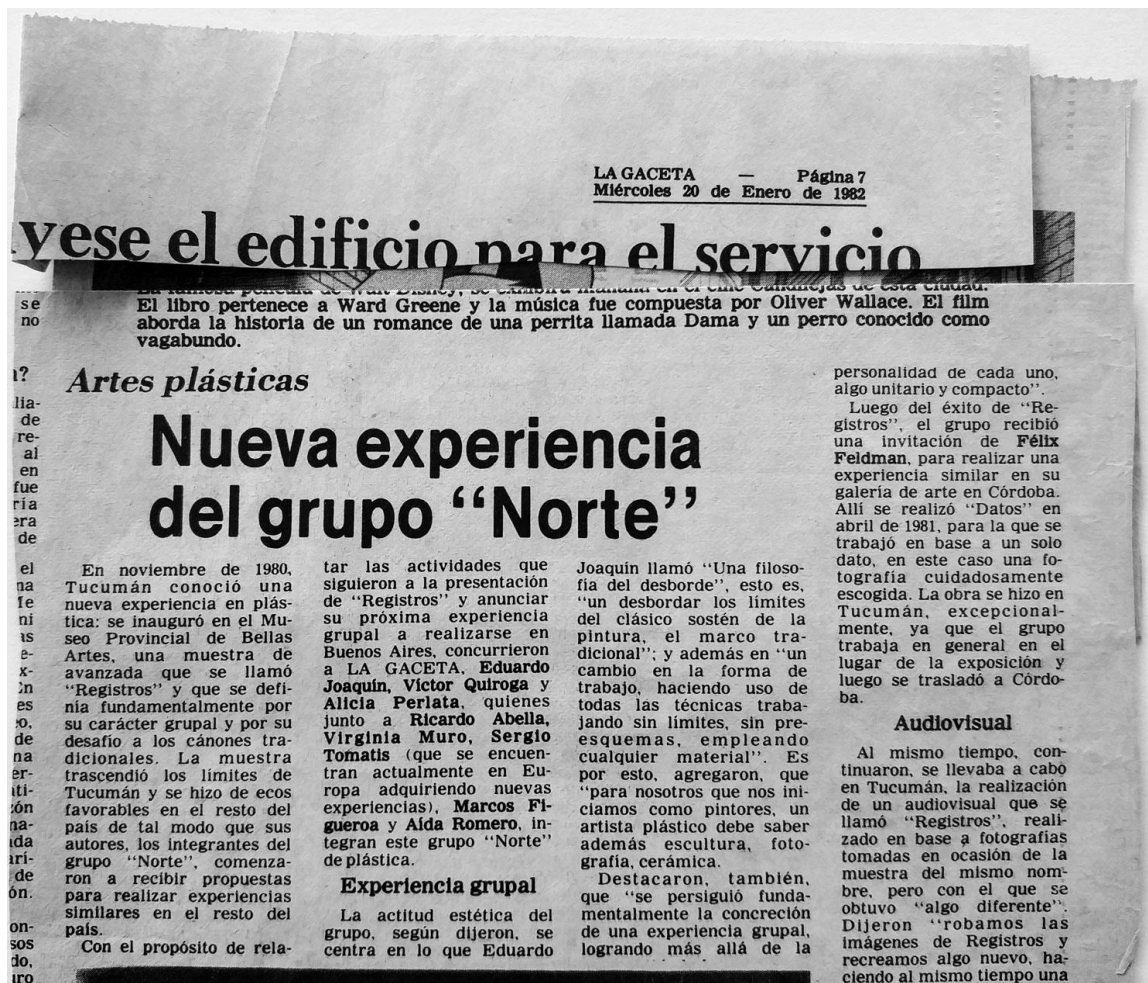 LA GACETA — Página 7
Miércoles 20 de Enero de 1982
yese el edificio para el servicio
El libro pertenece a Ward Greene y la música fue compuesta por Oliver Wallace. El film
aborda la historia de un romance de una perrita llamada Dama y un perro conocido como
vagabundo.
se
no
Artes plásticas
Nueva experiencia
del grupo “Norte”
En noviembre de 1980,
Tucumán conoció una
nueva experiencia en plás-
tica: se inauguró en el Mu-
seo Provincial de Bellas
Artes, una muestra de
avanzada que se llamó
“Registros” y que se defi-
nía fundamentalmente por
su carácter grupal y por su
desafío a los cánones tra-
dicionales. La muestra
trascendió los límites de
Tucumán y se hizo de ecos
favorables en el resto del
país de tal modo que sus
autores, los integrantes del
grupo “Norte”, comenza-
ron a recibir propuestas
para realizar experiencias
similares en el resto del
país.
Con el propósito de rela-
tar las actividades que
siguieron a la presentación
de “Registros” y anunciar
su próxima experiencia
grupal a realizarse en
Buenos Aires, concurrieron
a LA GACETA, Eduardo
Joaquín, Víctor Quiroga y
Alicia Perlata, quienes
junto a Ricardo Abella,
Virginia Muro, Sergio
Tomatis (que se encuen-
tran actualmente en Eu-
ropa adquiriendo nuevas
experiencias), Marcos Fi-
gueroa y Aída Romero, in-
tegran este grupo “Norte”
de plástica.
Experiencia grupal
La actitud estética del
grupo, según dijeron, se
centra en lo que Eduardo
Joaquín llamó “Una filoso-
fía del desborde”, esto es,
“un desbordar los límites
del clásico sostén de la
pintura, el marco tra-
dicional”; y además en “un
cambio en la forma de
trabajo, haciendo uso de
todas las técnicas traba-
jando sin límites, sin pre-
esquemas, empleando
cualquier material”. Es
por esto, agregaron, que
“para nosotros que nos ini-
ciamos como pintores, un
artista plástico debe saber
además escultura, foto-
grafía, cerámica.
Destacaron, también,
que “se persiguió funda-
mentalmente la concreción
de una experiencia grupal,
logrando más allá de la
personalidad de cada uno,
algo unitario y compacto”.
Luego del éxito de “Re-
gistros”, el grupo recibió
una invitación de Félix
Feldman, para realizar una
experiencia similar en su
galería de arte en Córdoba.
Allí se realizó “Datos” en
abril de 1981, para la que se
trabajó en base a un solo
dato, en este caso una fo-
tografía cuidadosamente
escogida. La obra se hizo en
Tucumán, excepcional-
mente, ya que el grupo
trabaja en general en el
lugar de la exposición y
luego se trasladó a Córdo-
ba.
Audiovisual
Al mismo tiempo, con-
tinuaron, se llevaba a cabo
en Tucumán, la realización
de un audiovisual que se
llamó “Registros”, reali-
zado en base a fotografías
tomadas en ocasión de la
muestra del mismo nom-
bre, pero con el que se
obtuvo “algo diferente”.
Dijeron “robamos las
imágenes de Registros y
recreamos algo nuevo, ha-
ciendo al mismo tiempo una